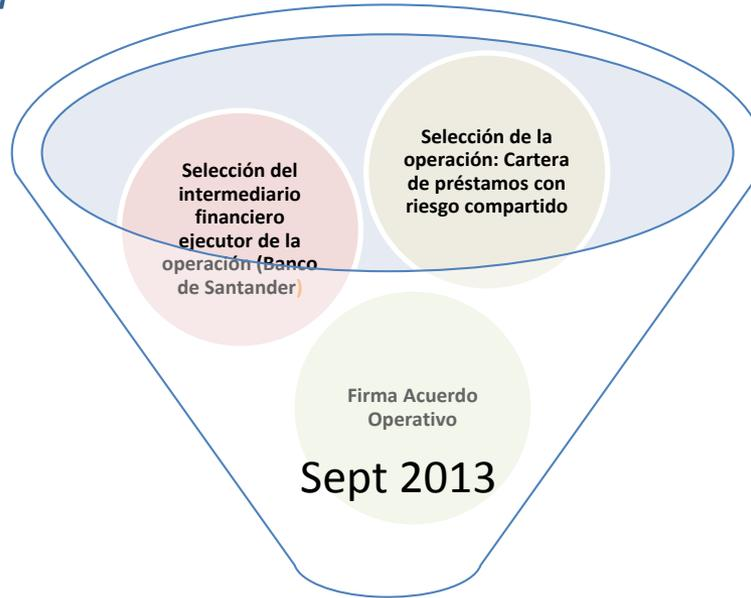 Selección del
intermediario
financiero
ejecutor de la
operación (Banco
de Santander)
Selección de la
operación: Cartera
de préstamos con
riesgo compartido
Firma Acuerdo
Operativo
Sept 2013